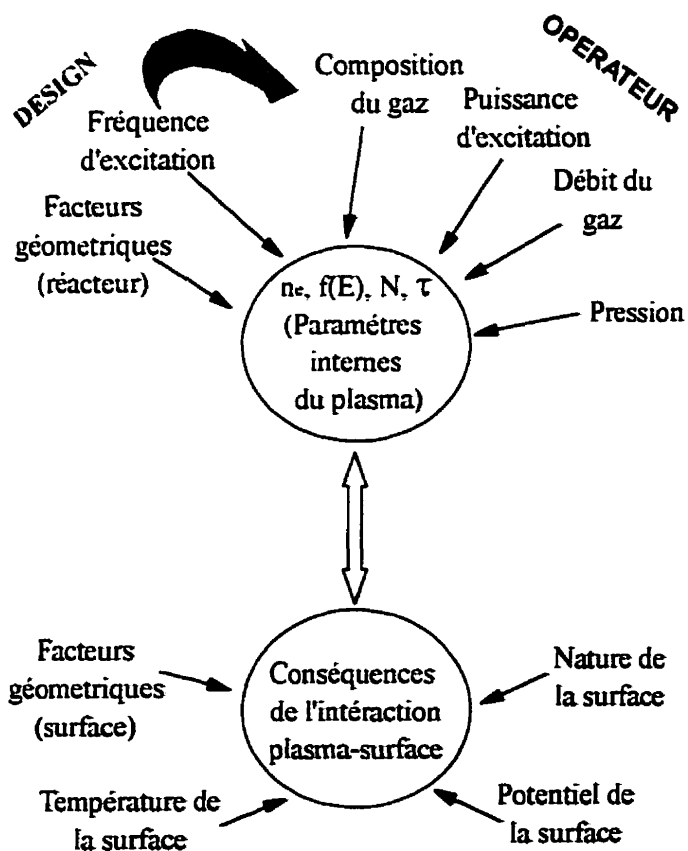 DESIGN
OPERATEUR
Composition
du gaz
Fréquence
d'excitation
Puissance
d'excitation
Facteurs
géometriques
(réacteur)
Débit du
gaz
Pression
ne, f(E), N, τ
(Paramétres
internes
du plasma)
Facteurs
géometriques
(surface)
Conséquences
de l'intéraction
plasma-surface
Nature de
la surface
Température de
la surface
Potentiel de
la surface